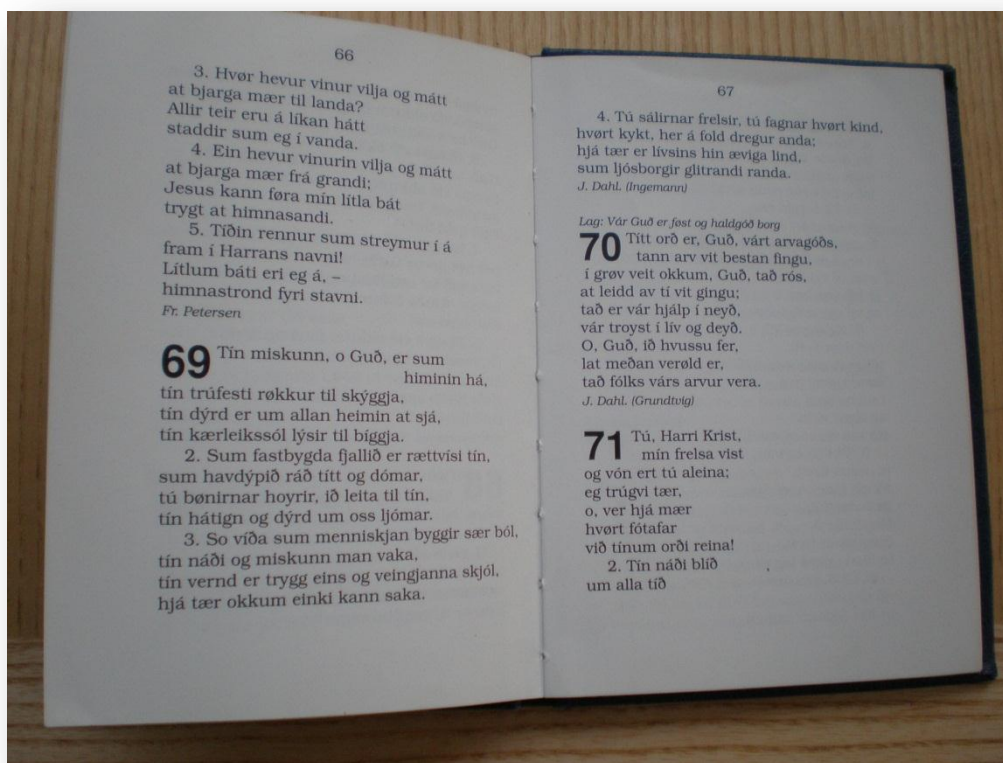 66
3. Hvør hevur vinur vilja og mátt
at bjarga mær til landa?
Allir teir eru á líkan hátt
staddir sum eg í vanda.
4. Ein hevur vinurin vilja og mátt
at bjarga mær frá grandi;
Jesus kann føra mín lítla bát
trygt at himnasandi.
5. Tíðin rennur sum streymur í á
fram í Harrans navni!
Lítlum báti eri eg á, –
himnastrond fyri stavni.
Fr. Petersen
69 Tín miskunn, o Guð, er sum
himinin há,
tín trúfesti røkkur til skýggja,
tín dýrd er um allan heimin at sjá,
tín kærleikssól lýsir til bíggja.
2. Sum fastbygda fjallið er rættvísi tín,
sum havdýpið ráð títt og dómar,
tú bønirnar hoyrir, ið leita til tín,
tín hátign og dýrd um oss ljómar.
3. So víða sum menniskjan byggir sær ból,
tín náði og miskunn man vaka,
tín vernd er trygg eins og veingjanna skjól,
hjá tær okkum einki kann saka.
67
4. Tú sálirnar frelsir, tú fagnar hvørt kind,
hvørt kykt, her á fold dregur anda;
hjá tær er lívsins hin æviga lind,
sum ljósborgir glitrandi randa.
J. Dahl. (Ingemann)
Lag: Vár Guð er føst og haldgóð borg
70 Títt orð er, Guð, várt arvagóðs,
tann arv vit bestan fingu,
í grøv veit okkum, Guð, tað rós,
at leidd av tí vit gingu;
tað er vár hjálp í neyð,
vár troyst í lív og deyð.
O, Guð, ið hvussu fer,
lat meðan verøld er,
tað fólks várs arvur vera.
J. Dahl. (Grundtvig)
71 Tú, Harri Krist,
mín frelsa vist
og vón ert tú aleina;
eg trúgvi tær,
o, ver hjá mær
hvørt fótafar
við tínum orði reina!
2. Tín náði blíð
um alla tíð